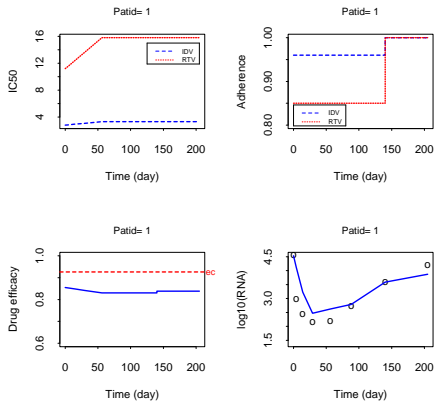 Patid= 1
IC50
4 8 12 16
IDV
RTV
0 50 100 150 200
Time (day)
Patid= 1
Adherence
0.80 0.90 1.00
IDV
RTV
0 50 100 150 200
Time (day)
Patid= 1
Drug efficacy
0.6 0.8 1.0
ec
0 50 100 150 200
Time (day)
Patid= 1
log10(RNA)
1.5 3.0 4.5
0 50 100 150 200
Time (day)